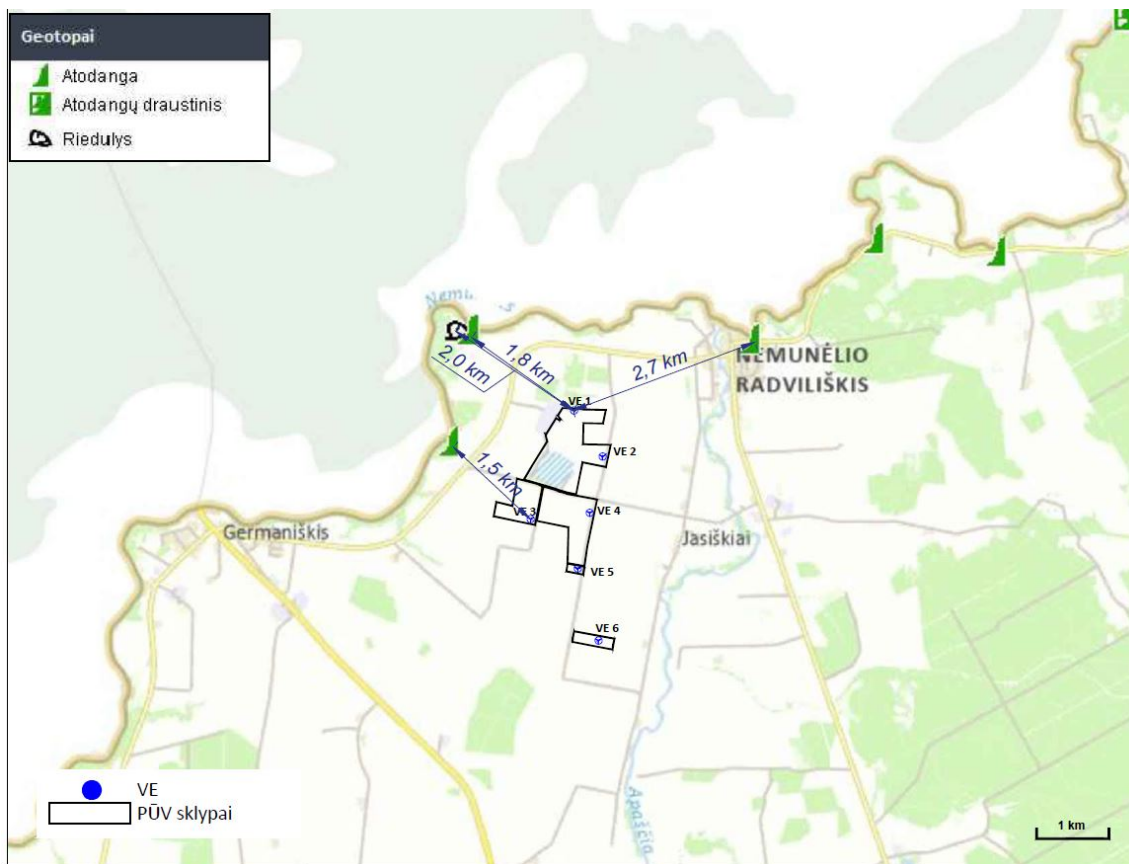 Geotopai
Atodanga
Atodangų draustinis
Riedulys
2,0 km
1,8 km
2,7 km
NEMUNĖLIO
RADVILIŠKIS
VE 1
VE 2
1,5 km
VE 3
VE 4
Germaniškis
Jasiškiai
VE 5
VE 6
VE
PŪV sklypai
Apaščia
1 km